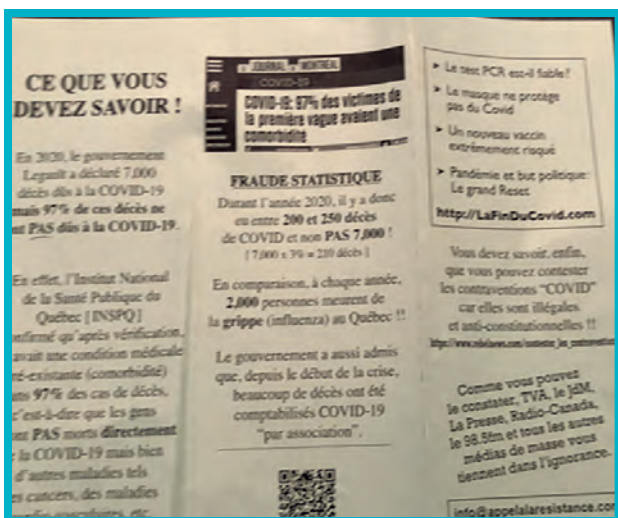 CE QUE VOUS
DEVEZ SAVOIR !
En 2020, le gouvernement
Legault a déclaré 7,000
décès dûs à la COVID-19
mais 97% de ces décès ne
PAS dûs à la COVID-19.
En effet, l'Institut National
de la Santé Publique du
Québec [INSPQ]
qu'après vérification,
avait une condition médicale
(comorbidité)
97% des cas de décès,
c'est-à-dire que les gens
PAS morts directement
la COVID-19 mais bien
d'autres maladies tels
cancers, des maladies
JOURNAL MONTRÉAL
COVID-19
COVID-19: 97% des victimes de
la première vague avaient une
comorbidité
FRAUDE STATISTIQUE
Durant l'année 2020, il y a donc
eu entre 200 et 250 décès
de COVID et non PAS 7,000 !
[ 7,000 x 3% = 210 décès ]
En comparaison, à chaque année,
2,000 personnes meurent de
la grippe (influenza) au Québec !!
Le gouvernement a aussi admis
que, depuis le début de la crise,
beaucoup de décès ont été
comptabilisés COVID-19
"par association".
➤ Le test PCR est-il fiable?
➤ Le masque ne protège
pas du Covid
➤ Un nouveau vaccin
extrêmement risqué
➤ Pandémie et but politique:
Le grand Reset
http://LaFinDuCovid.com
Vous devez savoir, enfin,
que vous pouvez contester
les contraventions "COVID"
car elles sont illégales
et anti-constitutionnelles !!
Comme vous pouvez
le constater, TVA, le JdM,
La Presse, Radio-Canada,
le 98.5fm et tous les autres
médias de masse vous
tiennent dans l'ignorance.
info@appelalaresistance.com